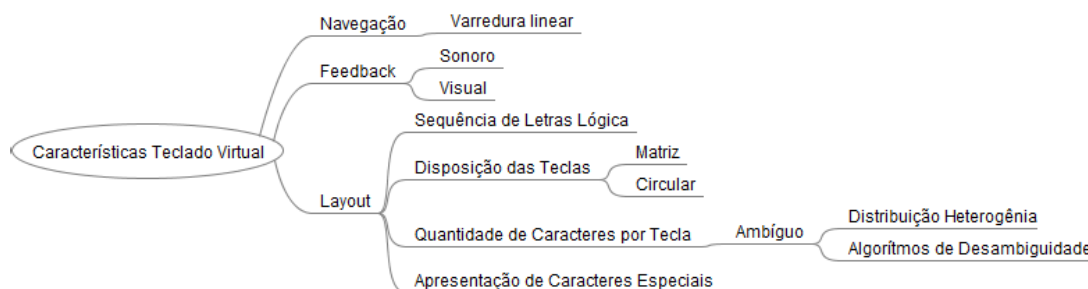 Características Teclado Virtual
Navegação
Varredura linear
Feedback
Sonoro
Visual
Layout
Sequência de Letras Lógica
Disposição das Teclas
Matriz
Circular
Quantidade de Caracteres por Tecla
Ambíguo
Distribuição Heterogênia
Algorítmos de Desambiguidade
Apresentação de Caracteres Especiais